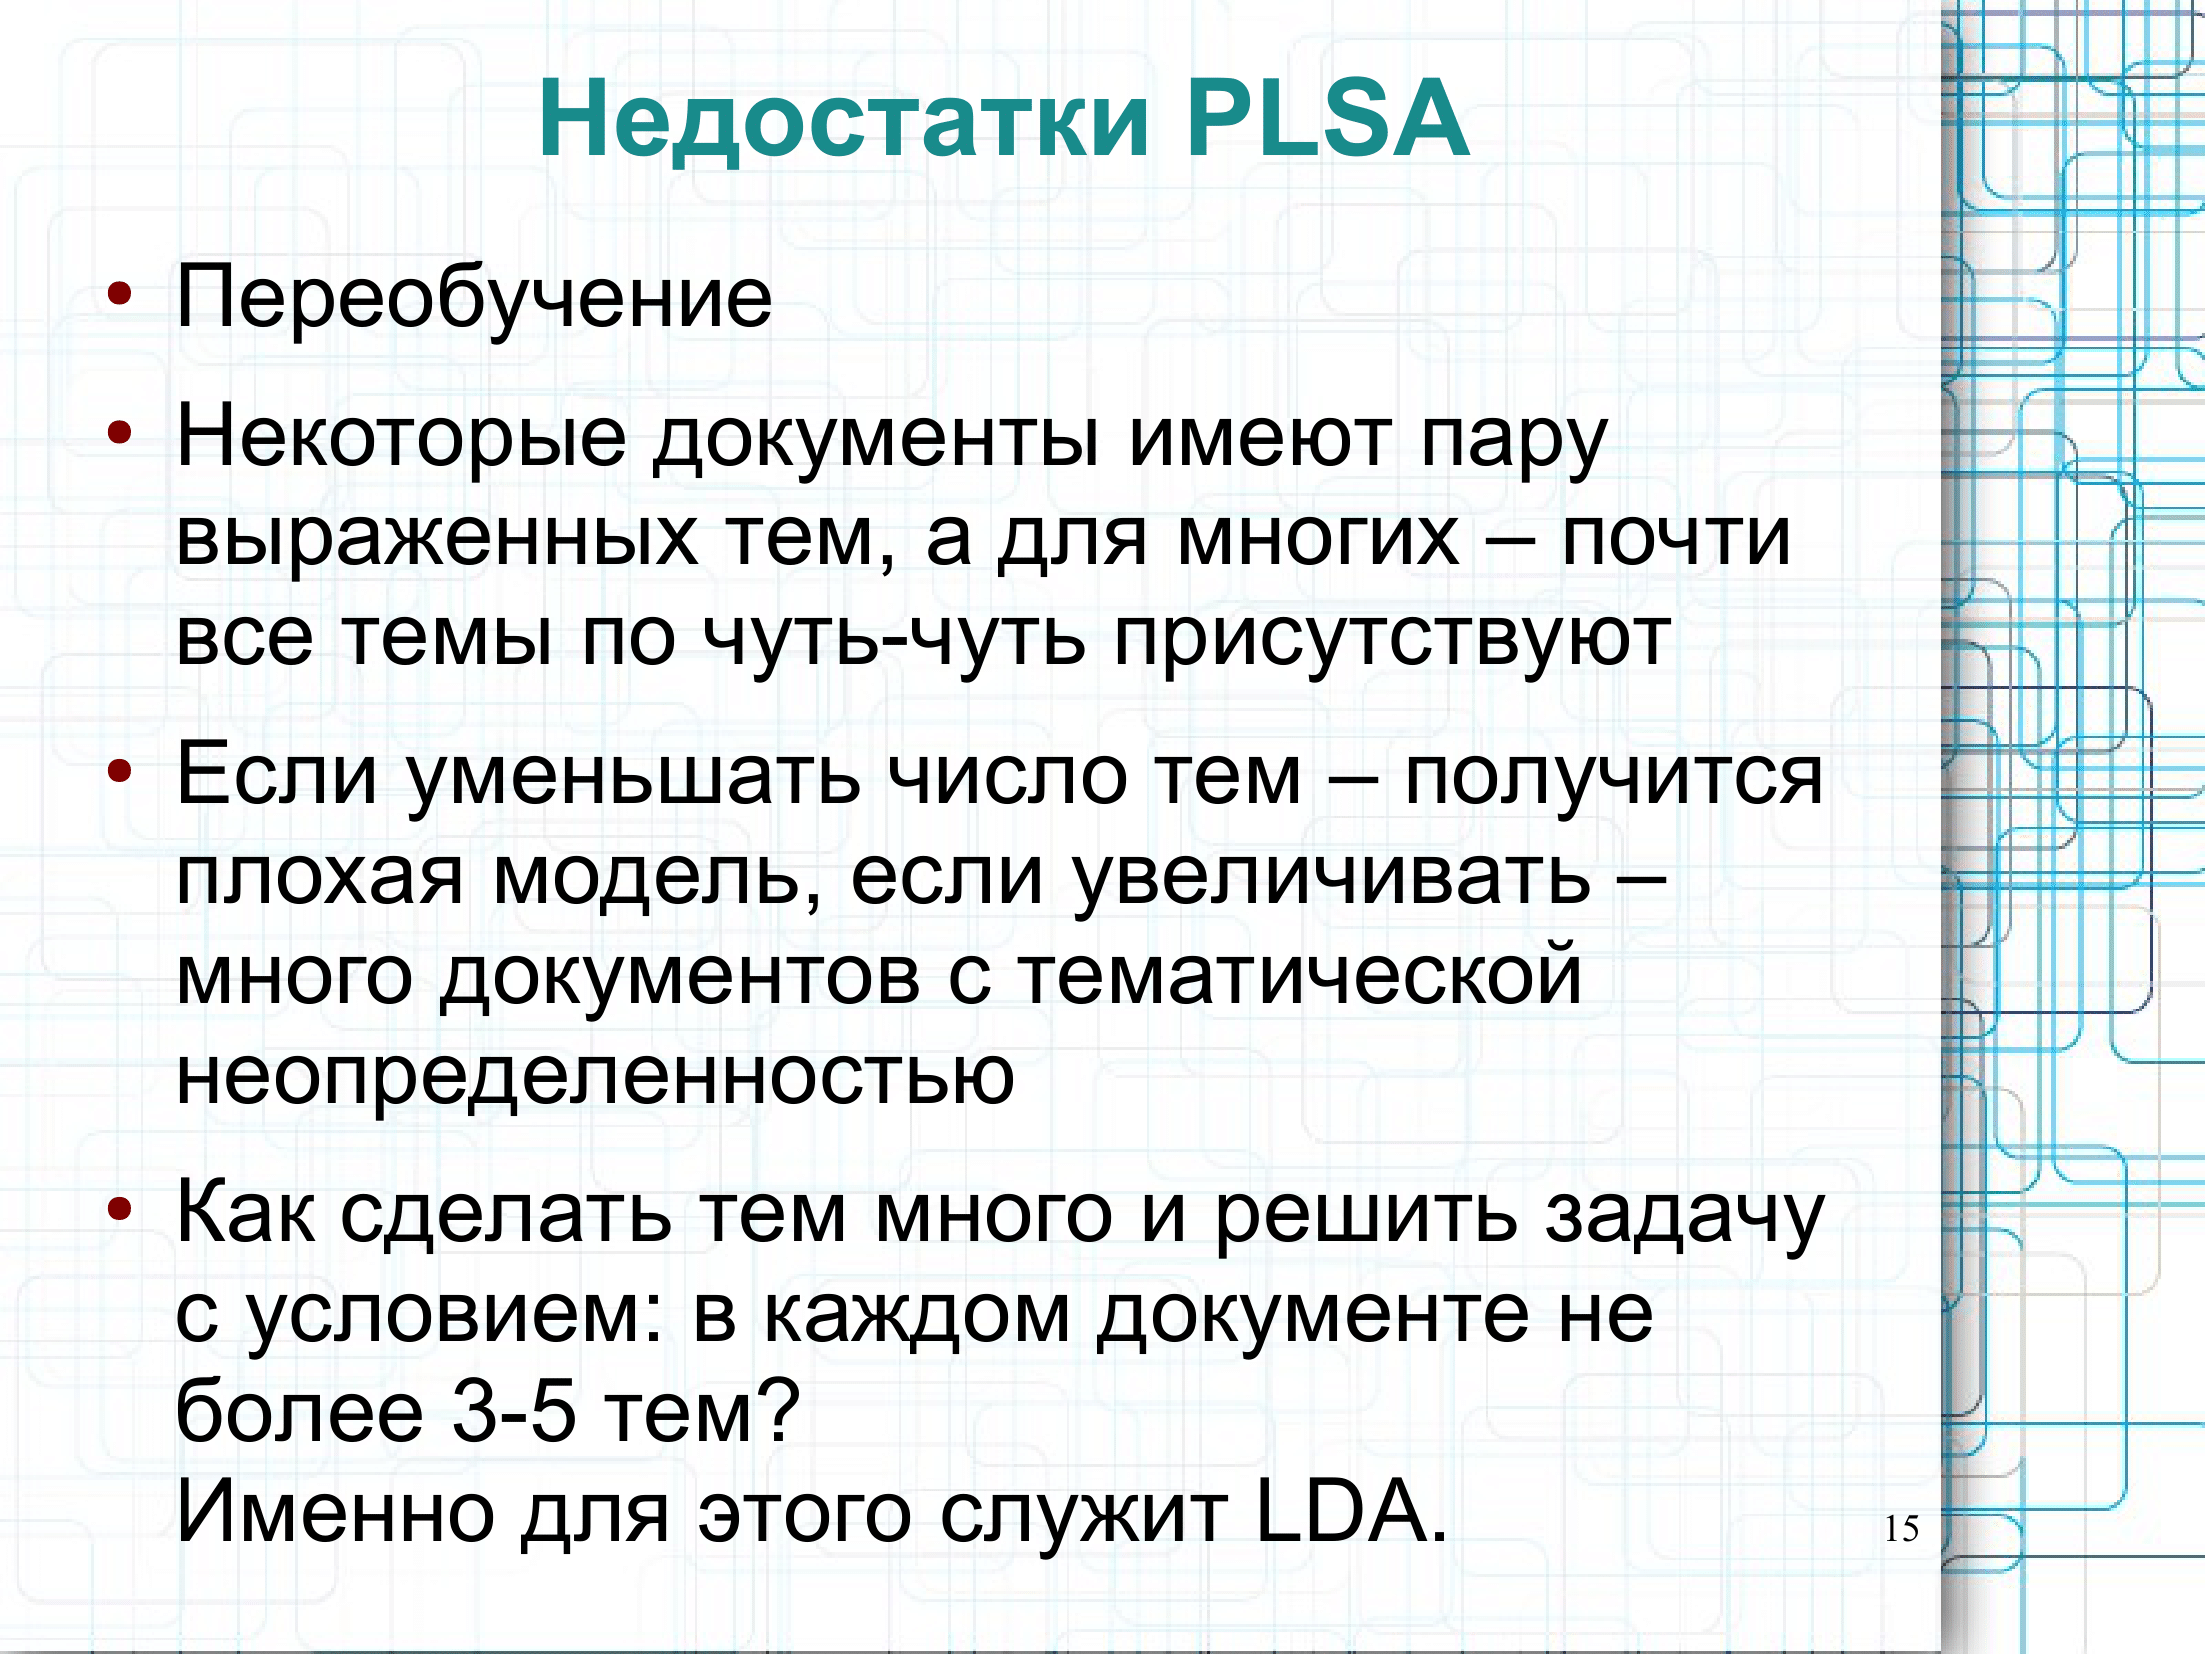 Недостатки PLSA
• Переобучение
• Некоторые документы имеют пару
выраженных тем, а для многих – почти
все темы по чуть-чуть присутствуют
• Если уменьшать число тем – получится
плохая модель, если увеличивать –
много документов с тематической
неопределенностью
• Как сделать тем много и решить задачу
с условием: в каждом документе не
более 3-5 тем?
Именно для этого служит LDA.
15